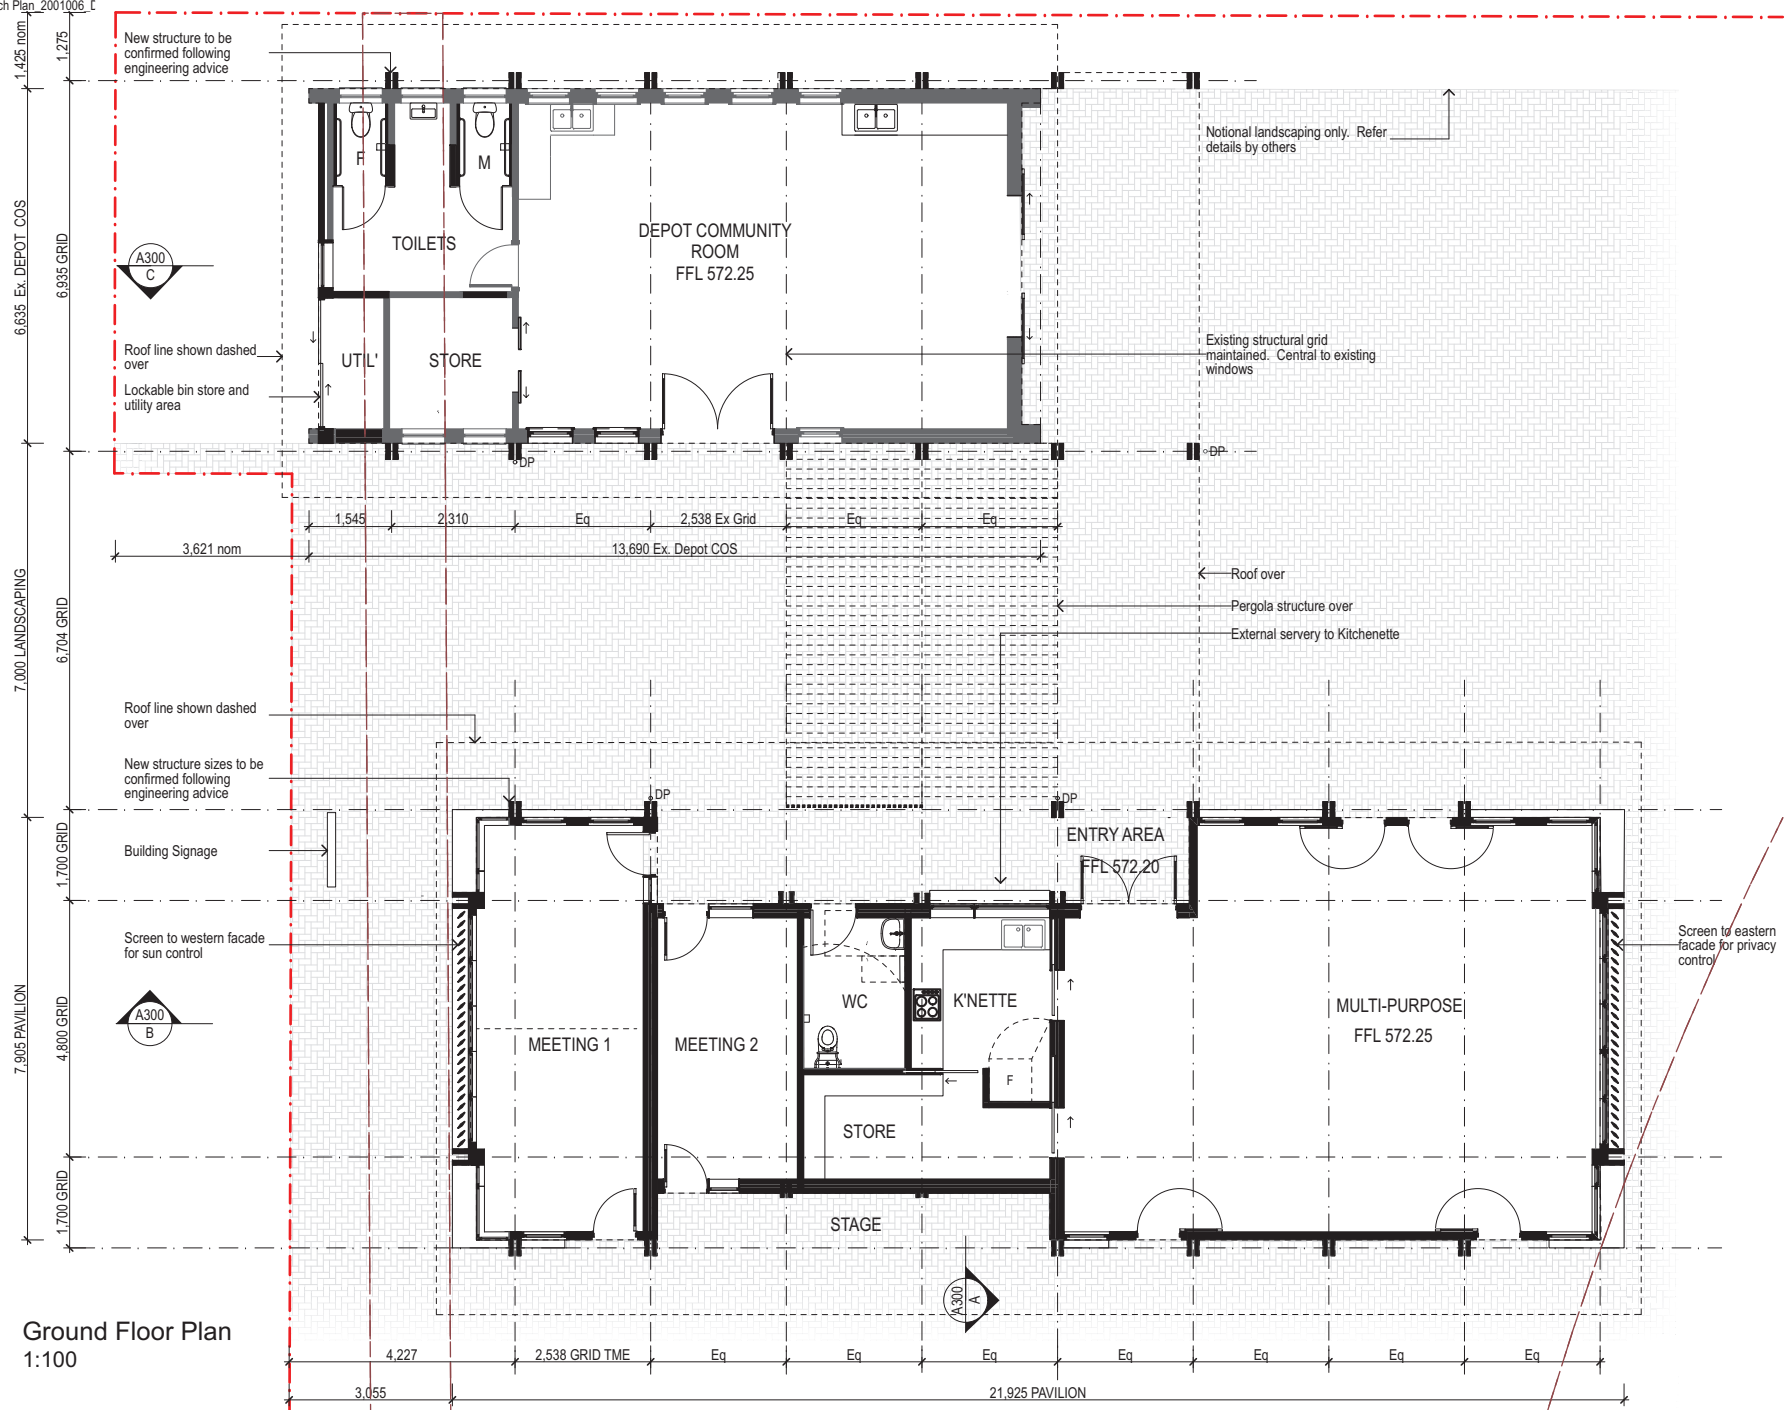 ch Plan_2001006_D
New structure to be
confirmed following
engineering advice
1,425 nom
1,275
6,635 Ex. DEPOT COS
6,935 GRID
7,000 LANDSCAPING
6,704 GRID
7,905 PAVILION
1,700 GRID
4,800 GRID
1,700 GRID
F
M
TOILETS
DEPOT COMMUNITY
ROOM
FFL 572.25
Notional landscaping only. Refer
details by others
A300
C
Roof line shown dashed
over
Lockable bin store and
utility area
UTIL'
STORE
Existing structural grid
maintained. Central to existing
windows
DP
DP
1,545
2,310
Eq
2,538 Ex Grid
Eq
Eq
3,621 nom
13,690 Ex. Depot COS
Roof over
Pergola structure over
External servery to Kitchenette
Roof line shown dashed
over
New structure sizes to be
confirmed following
engineering advice
DP
DP
Building Signage
ENTRY AREA
FFL 572.20
Screen to western facade
for sun control
Screen to eastern
facade for privacy
control
A300
B
MEETING 1
MEETING 2
WC
K'NETTE
F
MULTI-PURPOSE
FFL 572.25
STORE
STAGE
A300
A
Ground Floor Plan
1:100
4,227
2,538 GRID TME
Eq
Eq
Eq
Eq
Eq
Eq
Eq
3,055
21,925 PAVILION